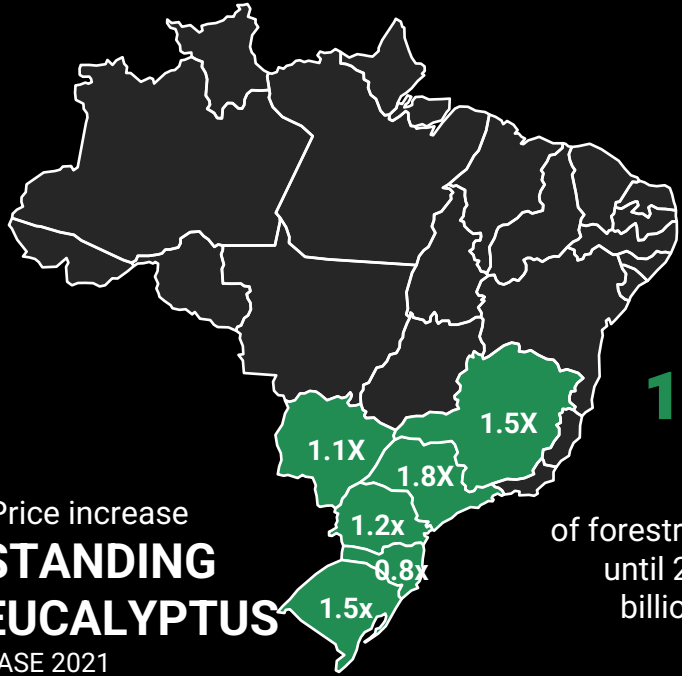 1
1.5X
1.1X
1.8X
Price increase
1.2x
STANDING
0.8x
EUCALYPTUS
1.5x
ASE 2021
of forestr
until 2
billio